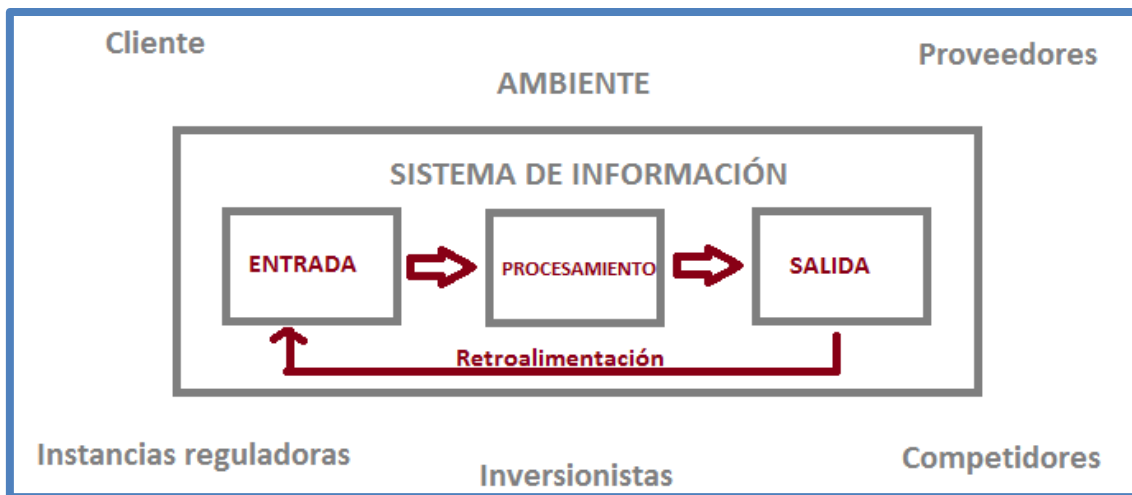 Cliente
Proveedores
AMBIENTE
SISTEMA DE INFORMACIÓN
ENTRADA
PROCESAMIENTO
SALIDA
Retroalimentación
Instancias reguladoras
Inversionistas
Competidores